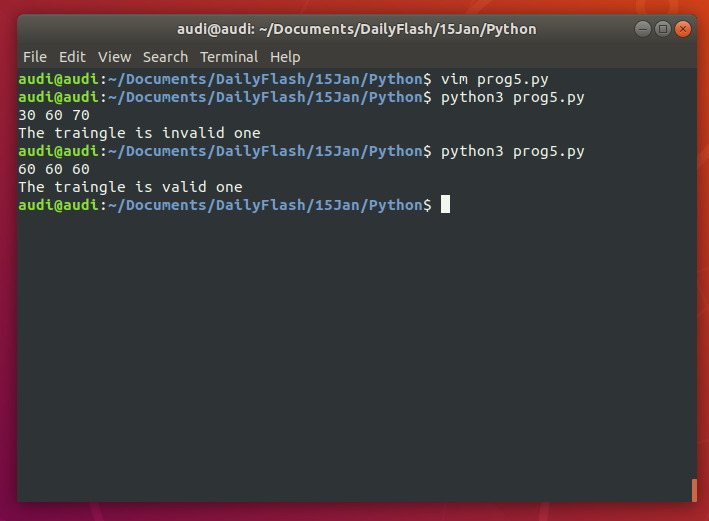 audi@audi: ~/Documents/DailyFlash/15Jan/Python
File Edit View Search Terminal Help
audi@audi:~/Documents/DailyFlash/15Jan/Python$ vim prog5.py
audi@audi:~/Documents/DailyFlash/15Jan/Python$ python3 prog5.py
30 60 70
The traingle is invalid one
audi@audi:~/Documents/DailyFlash/15Jan/Python$ python3 prog5.py
60 60 60
The traingle is valid one
audi@audi:~/Documents/DailyFlash/15Jan/Python$